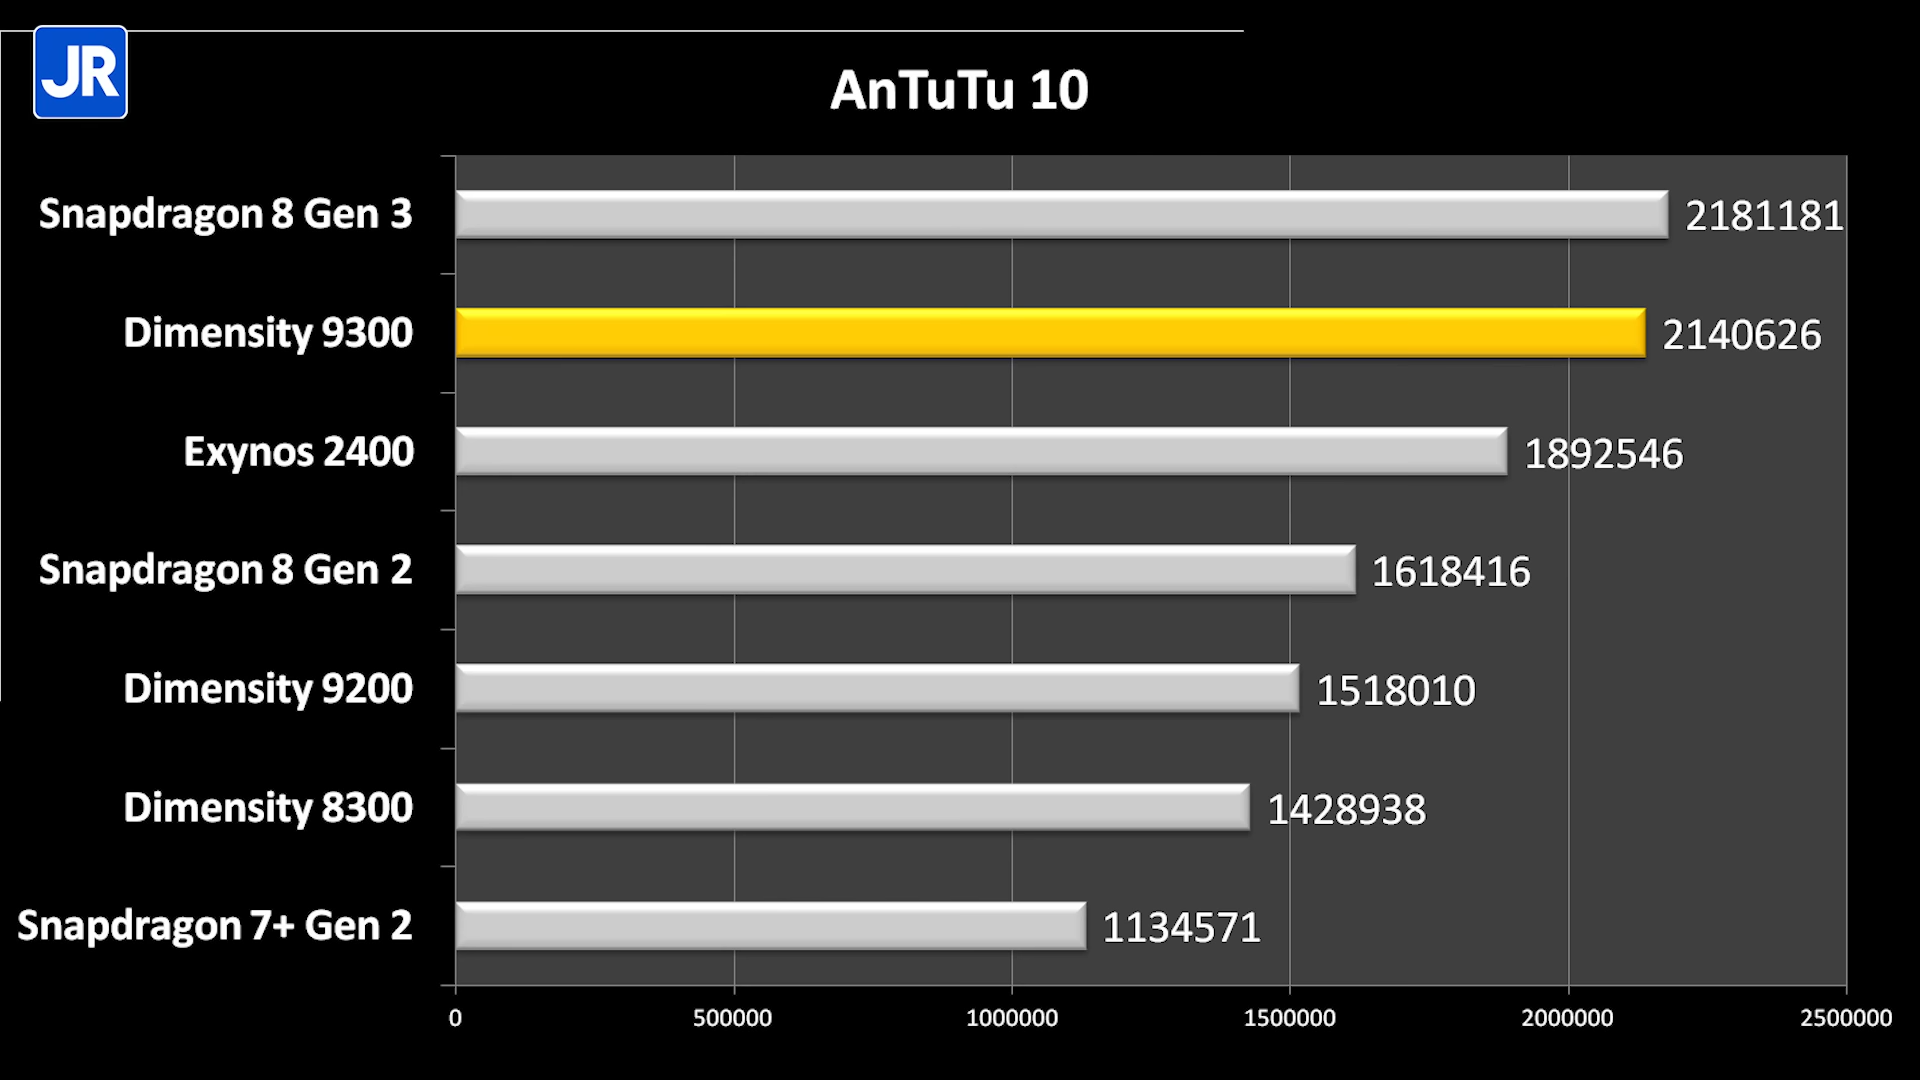 JR
AnTuTu 10
Snapdragon 8 Gen 3 2181181
Dimensity 9300 2140626
Exynos 2400 1892546
Snapdragon 8 Gen 2 1618416
Dimensity 9200 1518010
Dimensity 8300 1428938
Snapdragon 7+ Gen 2 1134571
0 500000 1000000 1500000 2000000 2500000